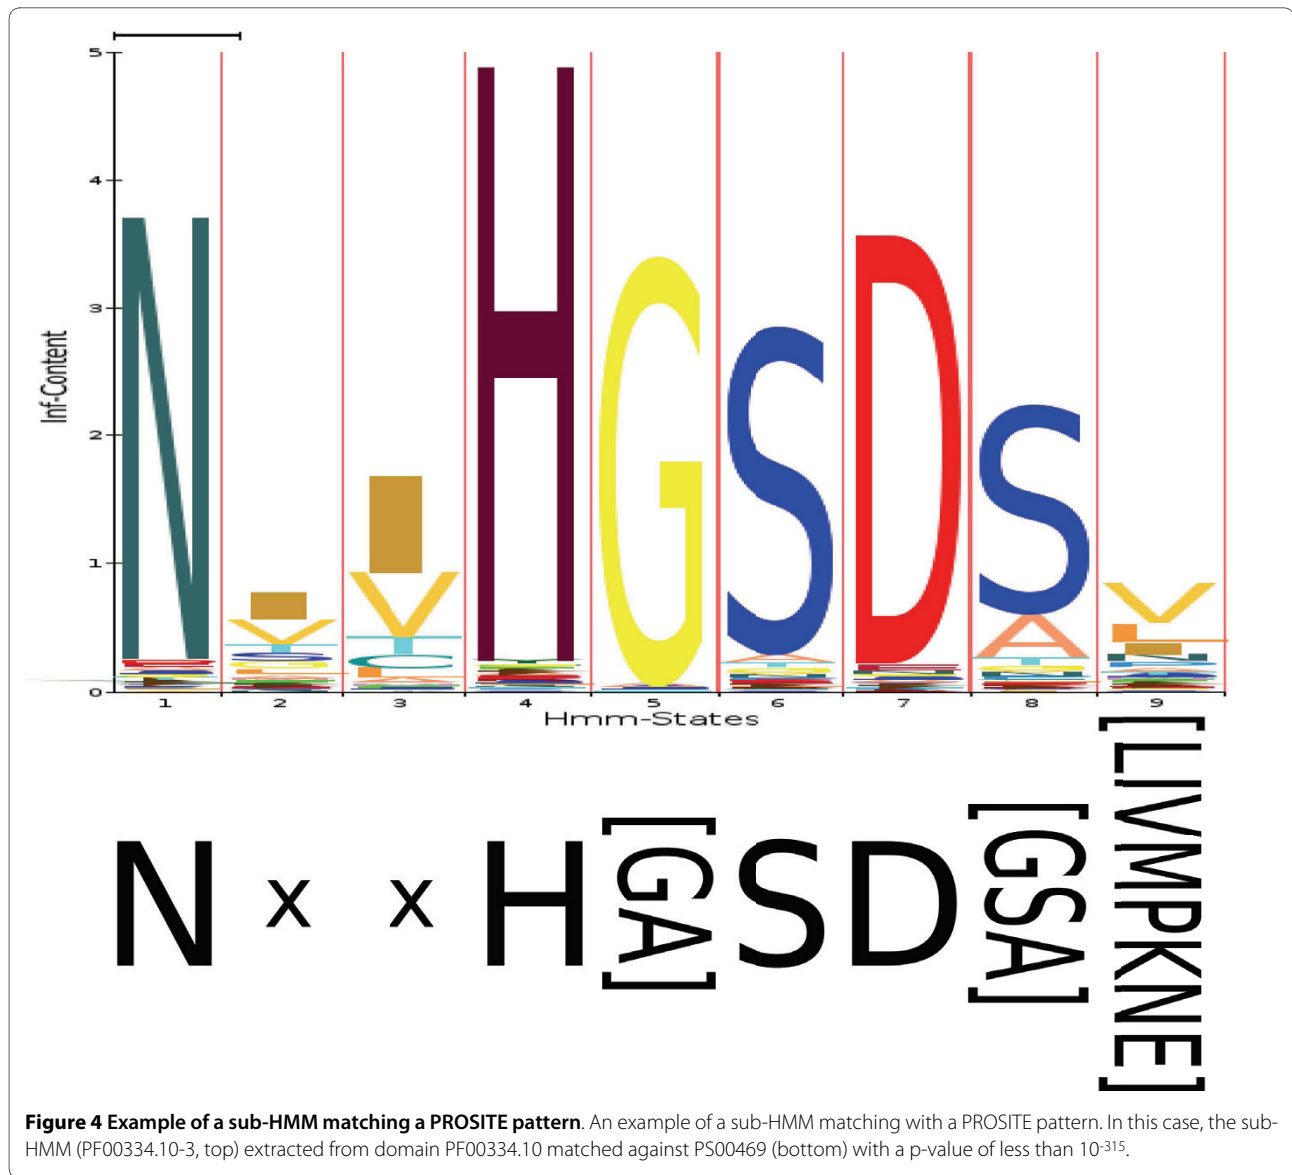 5
4
3
2
1
0
Inf-Content
N
I
V
T
S
G
I
V
T
C
L
A
H
G
S
A
T
D
S
A
T
V
L
I
1 2 3 4 5 6 7 8 9
Hmm-States
N x x H [GA] S D [GSA] [LIVMPKNE]
Figure 4 Example of a sub-HMM matching a PROSITE pattern. An example of a sub-HMM matching with a PROSITE pattern. In this case, the sub-
HMM (PF00334.10-3, top) extracted from domain PF00334.10 matched against PS00469 (bottom) with a p-value of less than 10-315.